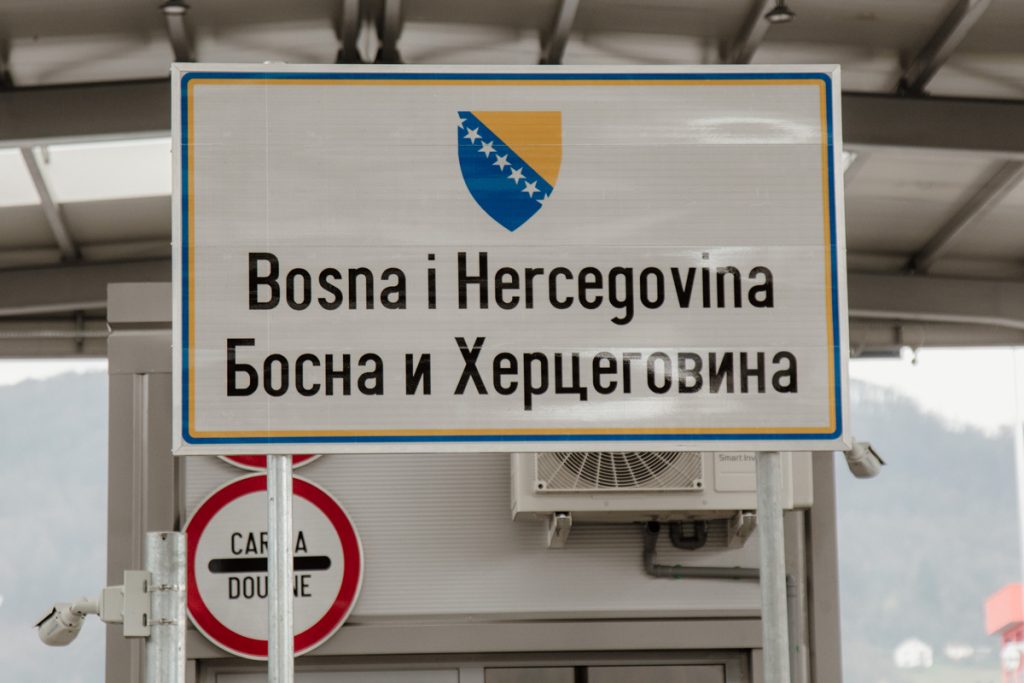 Bosna i Hercegovina
Босна и Херцеговина